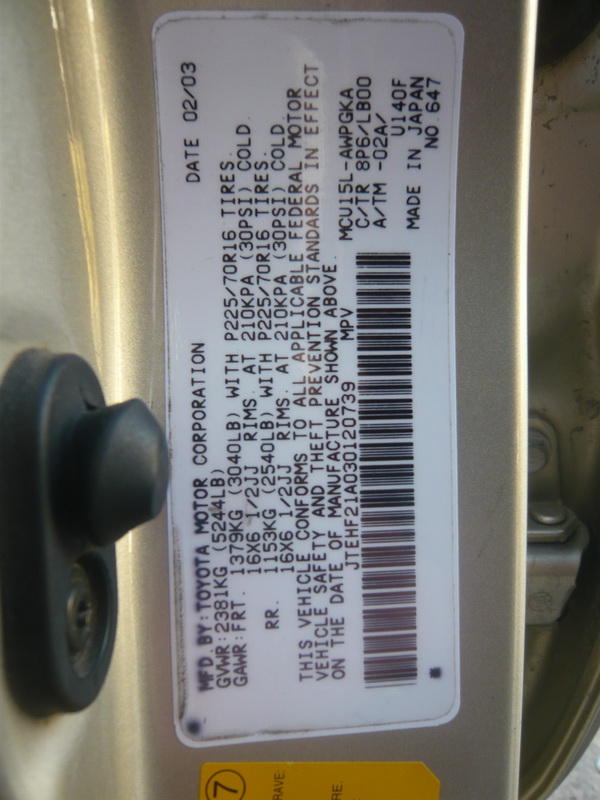 MFD. BY: TOYOTA MOTOR CORPORATION DATE 02/03
GVWR: 2381KG (5244LB)
GAWR: FRT. 1379KG (3040LB) WITH P225/70R16 TIRES.
16X6 1/2JJ RIMS. AT 210KPA (30PSI) COLD.
RR. 1153KG (2540LB) WITH P225/70R16 TIRES.
16X6 1/2JJ RIMS. AT 210KPA (30PSI) COLD.
THIS VEHICLE CONFORMS TO ALL APPLICABLE FEDERAL MOTOR
VEHICLE SAFETY AND THEFT PREVENTION STANDARDS IN EFFECT
ON THE DATE OF MANUFACTURE SHOWN ABOVE.
JTEHF21A030120739 MPV
MCU15L-AWPGKA
C/TR 8P6/LB00
A/TM -02A/
U140F
MADE IN JAPAN
NO.647
7
RAVE.
RE.